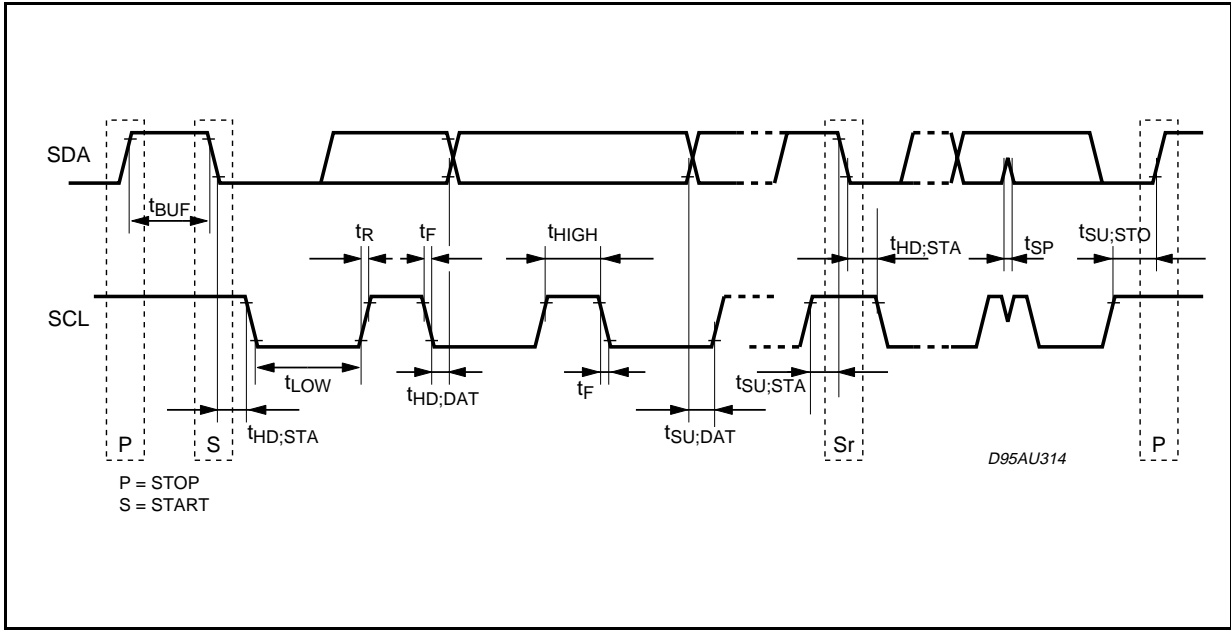 SDA
tBUF
tR
tF
tHIGH
tHD;STA
tSP
tSU;STO
SCL
tLOW
tHD;DAT
tF
tSU;STA
tHD;STA
tSU;DAT
P
S
Sr
D95AU314
P
P = STOP
S = START